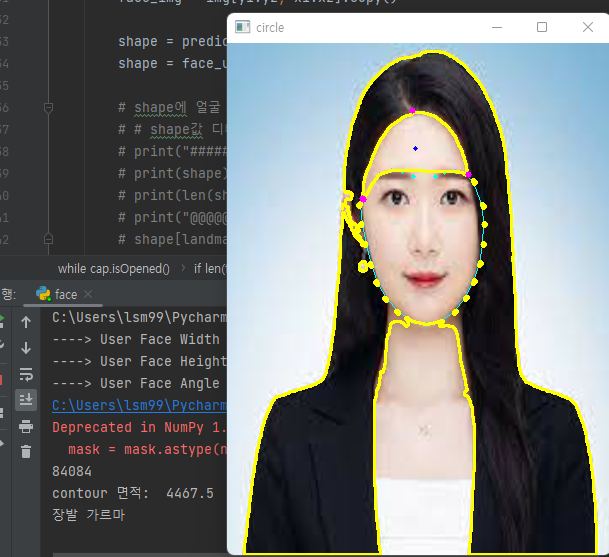 face_img = img[y1:y2, x1:x2].copy()
shape = predic
shape = face_u
# shape에 얼굴
# # shape값 디
# print("#####
# print(shape)
# print(len(sh
# print("@@@@@
# shape[landma
while cap.isOpened() › if len(
행: face ×
C:\Users\lsm99\Pycharm
----> User Face Width
----> User Face Height
----> User Face Angle
C:\Users\lsm99\Pycharm
Deprecated in NumPy 1.
mask = mask.astype(n
84084
contour 면적: 4467.5
장발 가르마
circle